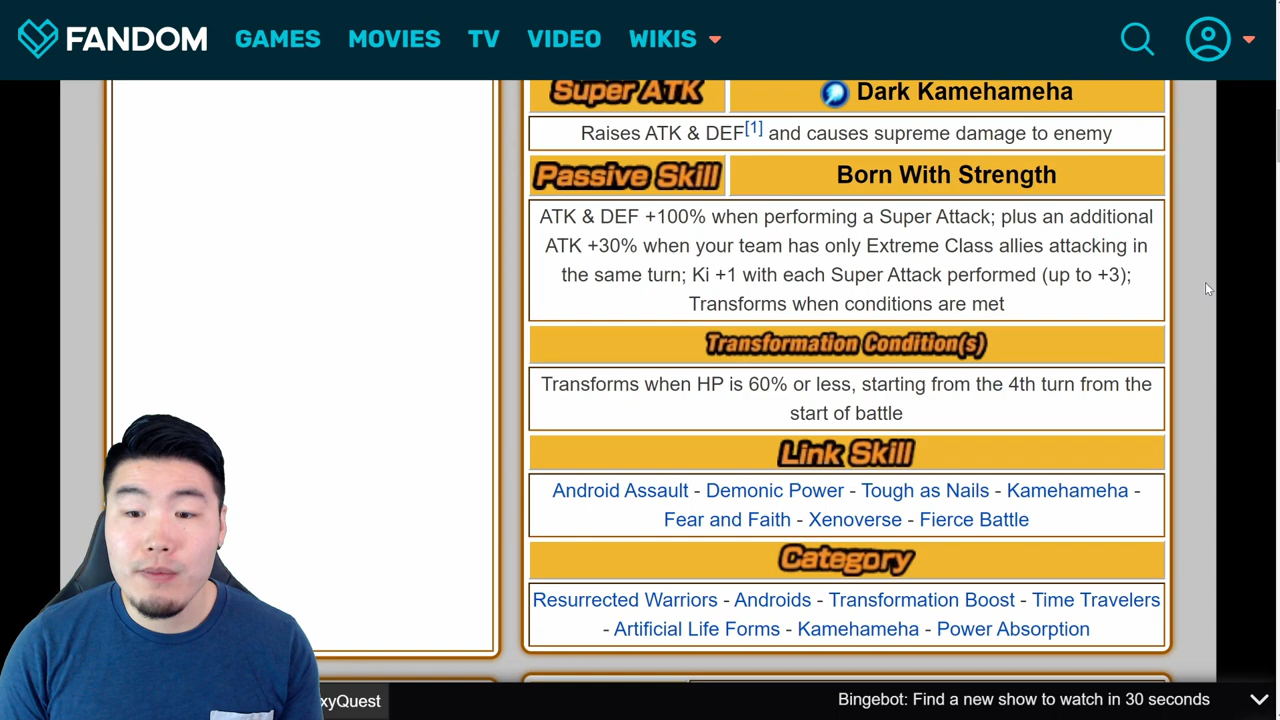 FANDOM GAMES MOVIES TV VIDEO WIKIS
Super ATK Dark Kamehameha
Raises ATK & DEF[1] and causes supreme damage to enemy
Passive Skill Born With Strength
ATK & DEF +100% when performing a Super Attack; plus an additional
ATK +30% when your team has only Extreme Class allies attacking in
the same turn; Ki +1 with each Super Attack performed (up to +3);
Transforms when conditions are met
Transformation Condition(s)
Transforms when HP is 60% or less, starting from the 4th turn from the
start of battle
Link Skill
Android Assault - Demonic Power - Tough as Nails - Kamehameha -
Fear and Faith - Xenoverse - Fierce Battle
Category
Resurrected Warriors - Androids - Transformation Boost - Time Travelers
- Artificial Life Forms - Kamehameha - Power Absorption
xyQuest Bingebot: Find a new show to watch in 30 seconds